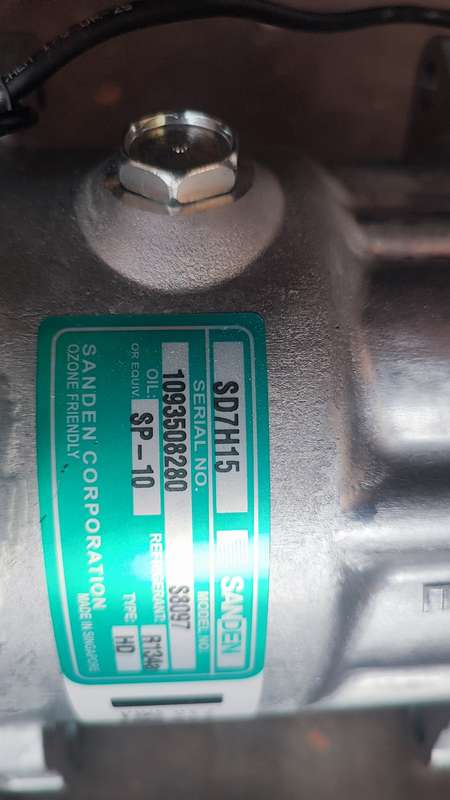 SANDEN SD7H15
MODEL NO. SERIAL NO.
S8097 1093508280
REFRIGERANT: R134a OIL: SP-10
OR EQUIV.
TYPE: HD
SANDEN CORPORATION
OZONE FRIENDLY
MADE IN SINGAPORE